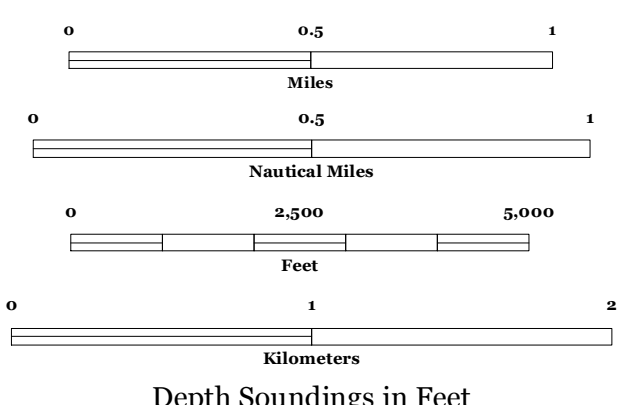 0 0.5 1
Miles
0 0.5 1
Nautical Miles
0 2,500 5,000
Feet
0 1 2
Kilometers
Depth Soundings in Feet